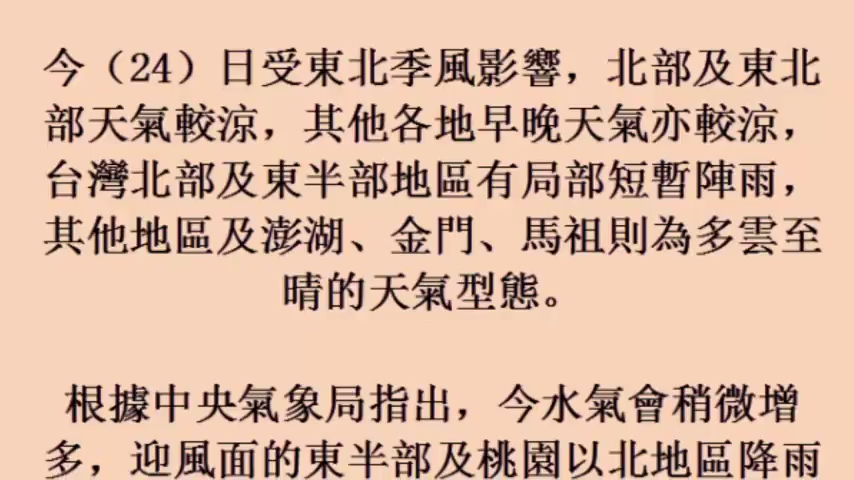 今（24）日受東北季風影響，北部及東北
部天氣較涼，其他各地早晚天氣亦較涼，
台灣北部及東半部地區有局部短暫陣雨，
其他地區及澎湖、金門、馬祖則為多雲至
晴的天氣型態。
根據中央氣象局指出，今水氣會稍微增
多，迎風面的東半部及桃園以北地區降雨